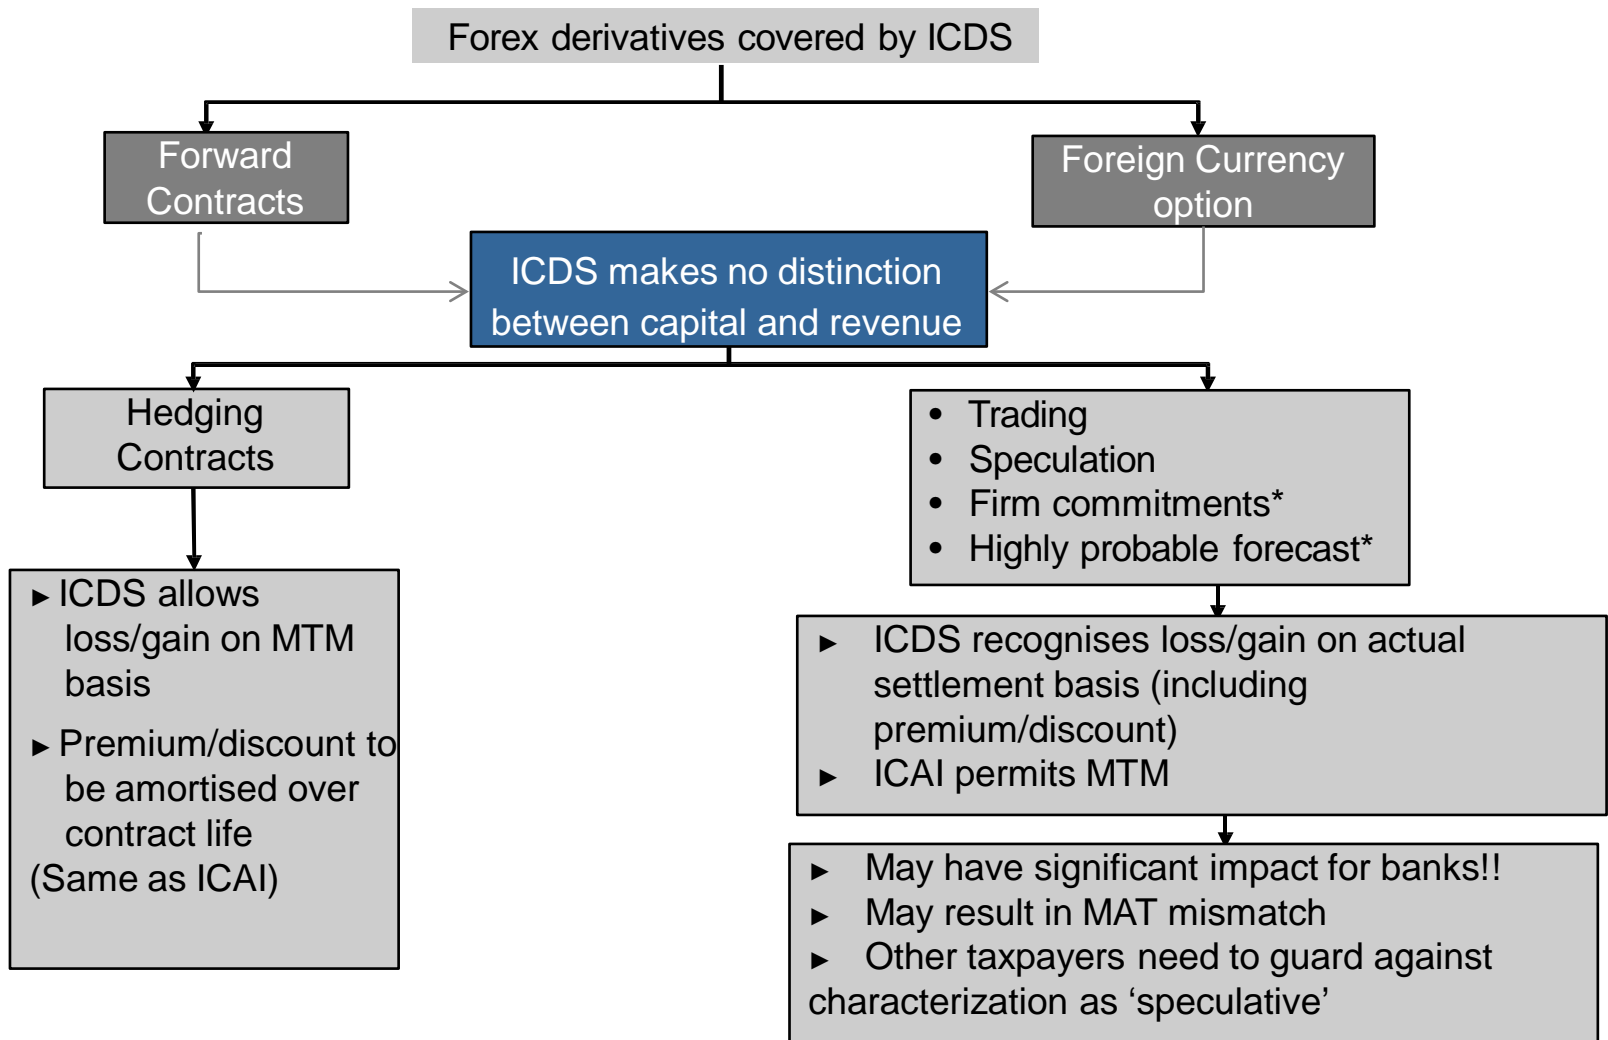 Forex derivatives covered by ICDS
Forward
Contracts
Foreign Currency
option
ICDS makes no distinction
between capital and revenue
Hedging
Contracts
• Trading
• Speculation
• Firm commitments*
• Highly probable forecast*
► ICDS allows
loss/gain on MTM
basis
► Premium/discount to
be amortised over
contract life
(Same as ICAI)
► ICDS recognises loss/gain on actual
settlement basis (including
premium/discount)
► ICAI permits MTM
► May have significant impact for banks!!
► May result in MAT mismatch
► Other taxpayers need to guard against
characterization as ‘speculative’